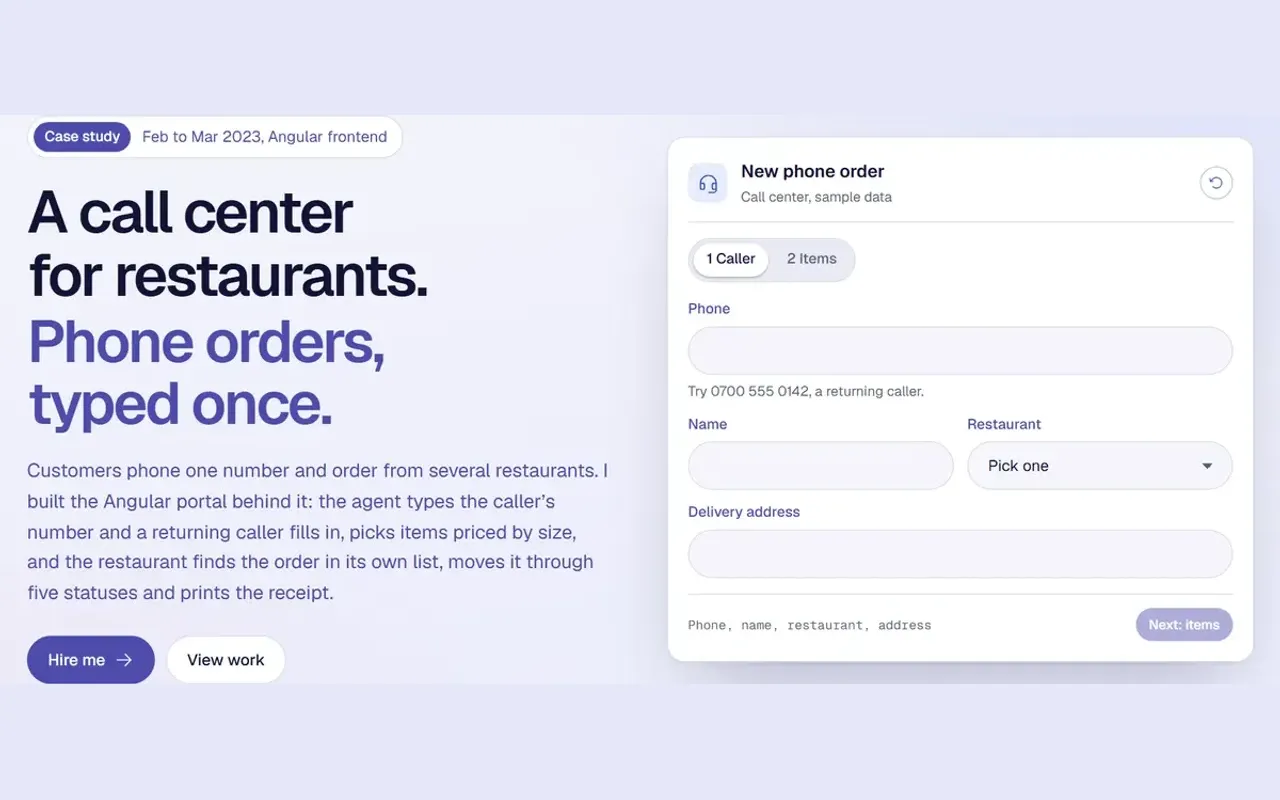 Case study
Feb to Mar 2023, Angular frontend
A call center
for restaurants.
Phone orders,
typed once.
Customers phone one number and order from several restaurants. I
built the Angular portal behind it: the agent types the caller’s
number and a returning caller fills in, picks items priced by size,
and the restaurant finds the order in its own list, moves it through
five statuses and prints the receipt.
Hire me
View work
New phone order
Call center, sample data
1 Caller
2 Items
Phone
Try 0700 555 0142, a returning caller.
Name
Restaurant
Pick one
Delivery address
Phone, name, restaurant, address
Next: items